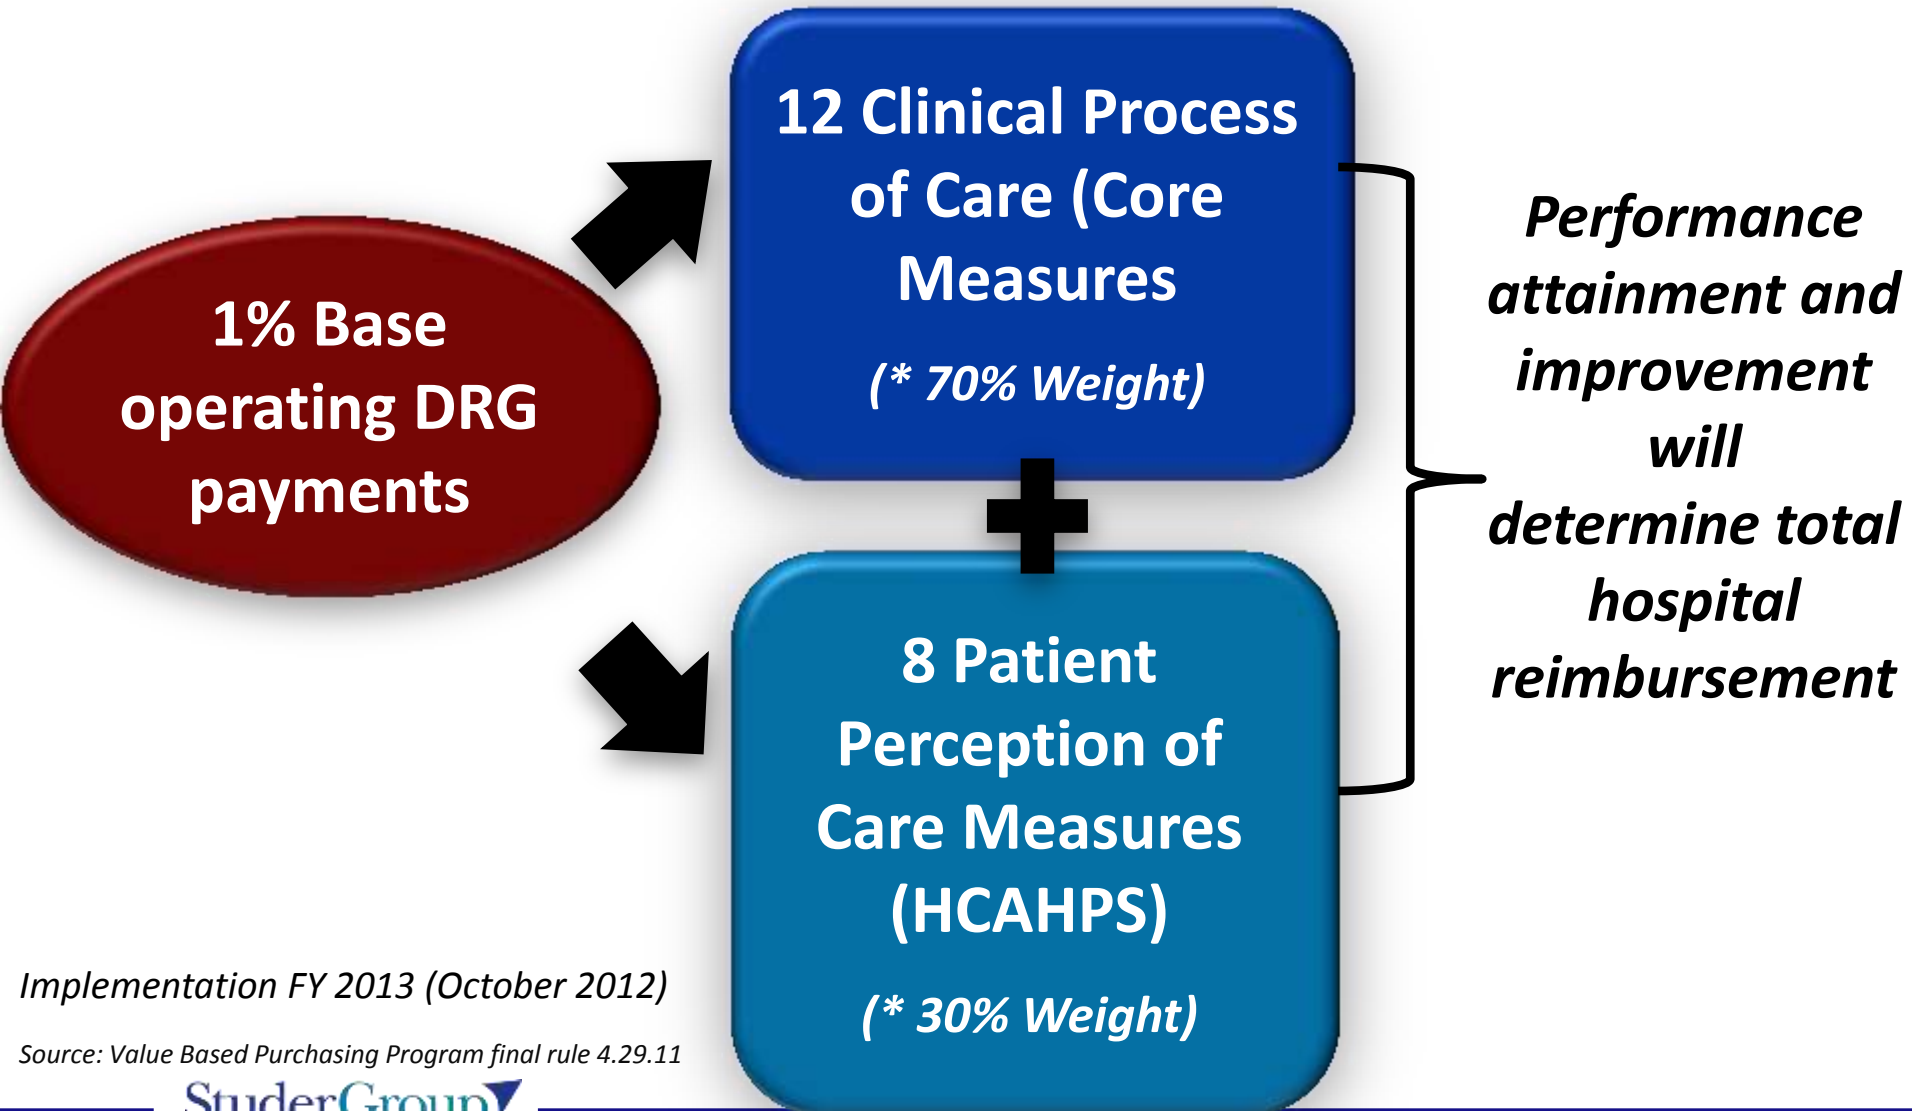 1% Base
operating DRG
payments
12 Clinical Process
of Care (Core
Measures
(* 70% Weight)
8 Patient
Perception of
Care Measures
(HCAHPS)
(* 30% Weight)
Performance
attainment and
improvement
will
determine total
hospital
reimbursement
Implementation FY 2013 (October 2012)
Source: Value Based Purchasing Program final rule 4.29.11
StuderGroup